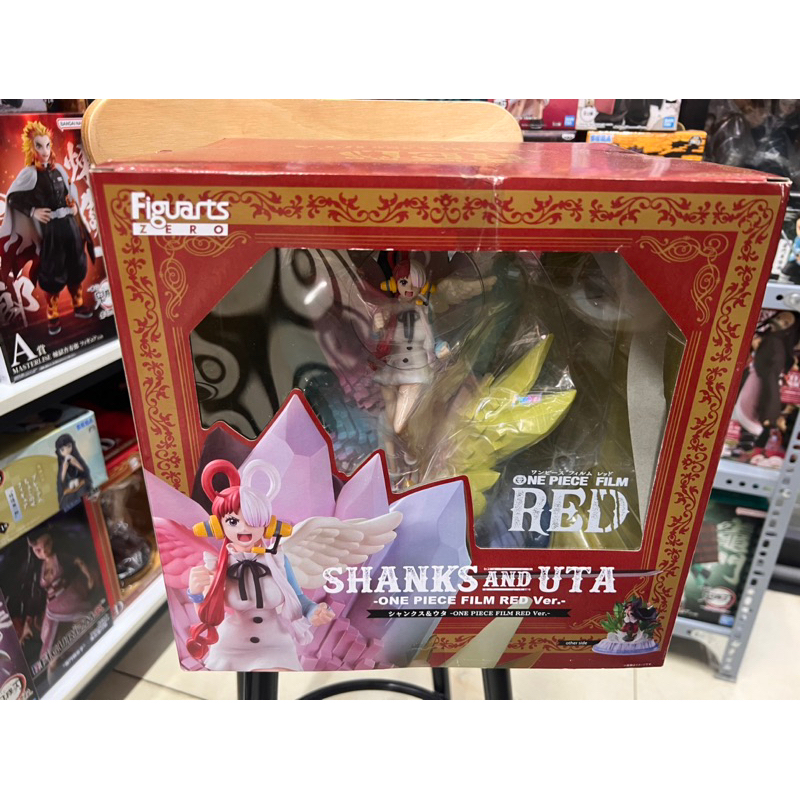 Figuarts
ZERO
ワンピース フィルム レッド
ONE PIECE FILM
RED
SHANKS AND UTA
-ONE PIECE FILM RED Ver.-
シャンクス&ウタ -ONE PIECE FILM RED Ver.-
other side
A賞
MASTERLISE
BANDAI
SEGA